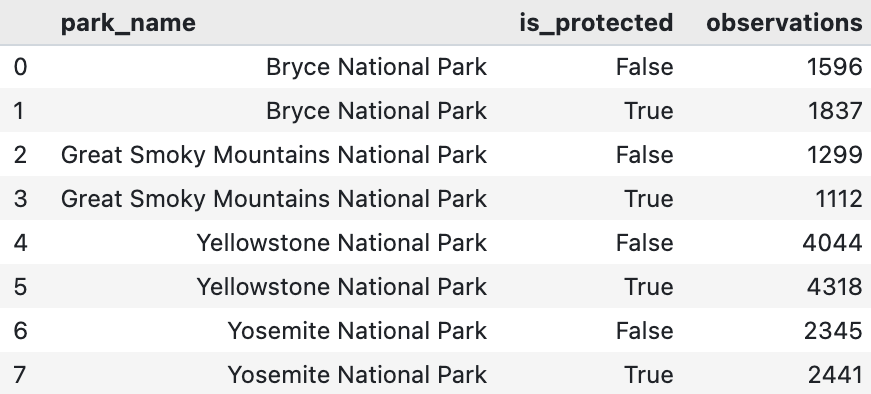 park_name is_protected observations
0 Bryce National Park False 1596
1 Bryce National Park True 1837
2 Great Smoky Mountains National Park False 1299
3 Great Smoky Mountains National Park True 1112
4 Yellowstone National Park False 4044
5 Yellowstone National Park True 4318
6 Yosemite National Park False 2345
7 Yosemite National Park True 2441